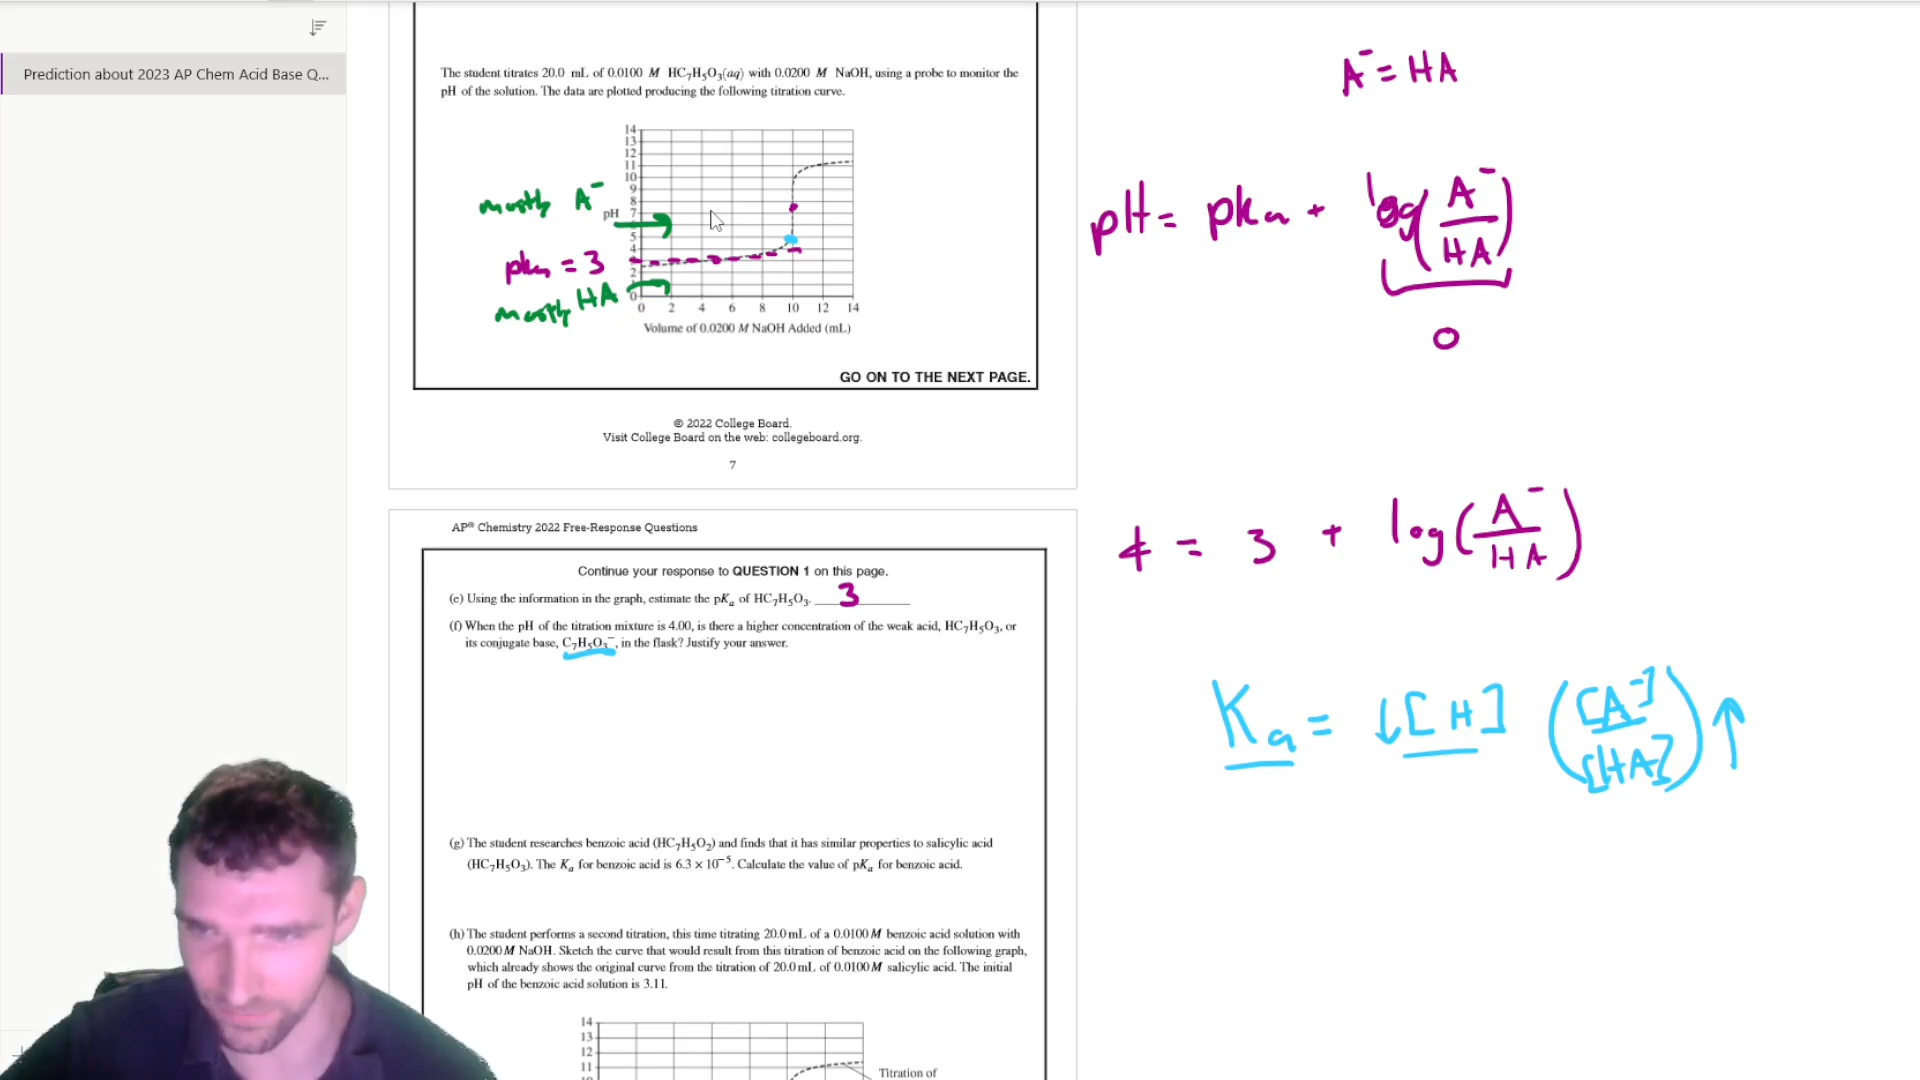 Prediction about 2023 AP Chem Acid Base Q...
The student titrates 20.0 mL of 0.0100 M HC₇H₅O₃(aq) with 0.0200 M NaOH, using a probe to monitor the
pH of the solution. The data are plotted producing the following titration curve.
14
13
12
11
10
9
8
7
5
4
3
2
0
pH
mostly A⁻
pka = 3
mostly HA
0 2 4 6 8 10 12 14
Volume of 0.0200 M NaOH Added (mL)
GO ON TO THE NEXT PAGE.
© 2022 College Board.
Visit College Board on the web: collegeboard.org.
7
AP® Chemistry 2022 Free-Response Questions
Continue your response to QUESTION 1 on this page.
(e) Using the information in the graph, estimate the pKₐ of HC₇H₅O₃. 3
(f) When the pH of the titration mixture is 4.00, is there a higher concentration of the weak acid, HC₇H₅O₃, or
its conjugate base, C₇H₅O₃⁻, in the flask? Justify your answer.
(g) The student researches benzoic acid (HC₇H₅O₂) and finds that it has similar properties to salicylic acid
(HC₇H₅O₃). The Kₐ for benzoic acid is 6.3 × 10⁻⁵. Calculate the value of pKₐ for benzoic acid.
(h) The student performs a second titration, this time titrating 20.0 mL of a 0.0100 M benzoic acid solution with
0.0200 M NaOH. Sketch the curve that would result from this titration of benzoic acid on the following graph,
which already shows the original curve from the titration of 20.0 mL of 0.0100 M salicylic acid. The initial
pH of the benzoic acid solution is 3.11.
14
13
12
11
Titration of
A⁻ = HA
pH = pka + log(A⁻/HA)
0
4 = 3 + log(A⁻/HA)
Ka = ↓[H] ([A⁻]/[HA])↑